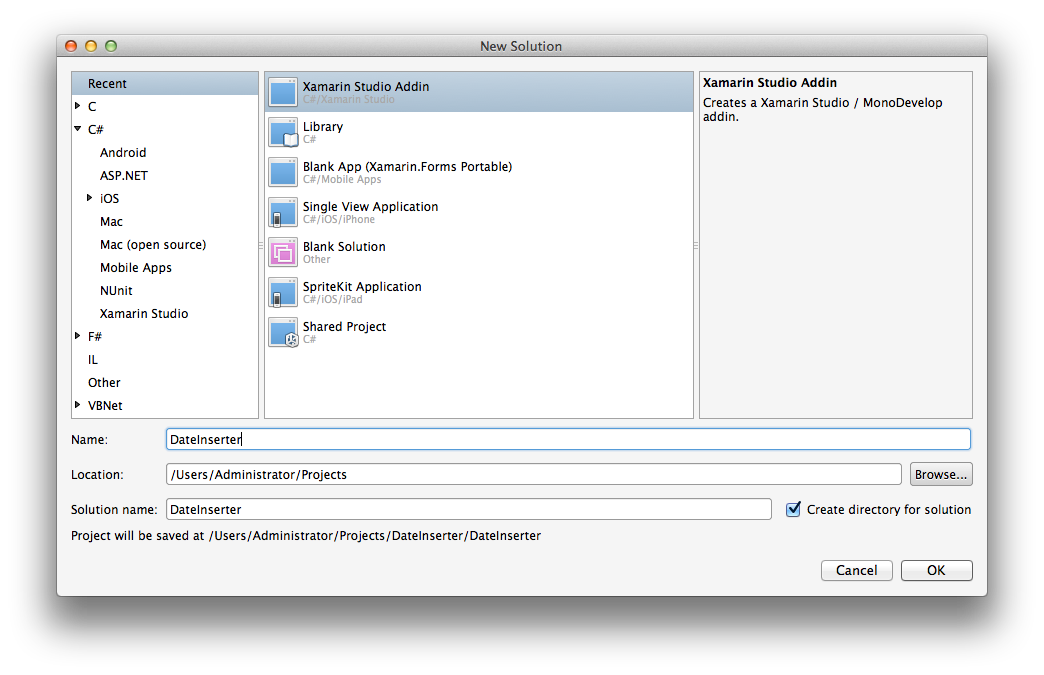 New Solution
Recent
C
C#
Android
ASP.NET
iOS
Mac
Mac (open source)
Mobile Apps
NUnit
Xamarin Studio
F#
IL
Other
VBNet
Xamarin Studio Addin
C#/Xamarin Studio
Library
C#
Blank App (Xamarin.Forms Portable)
C#/Mobile Apps
Single View Application
C#/iOS/iPhone
Blank Solution
Other
SpriteKit Application
C#/iOS/iPad
Shared Project
C#
Xamarin Studio Addin
Creates a Xamarin Studio / MonoDevelop
addin.
Name: DateInserter
Location: /Users/Administrator/Projects Browse...
Solution name: DateInserter Create directory for solution
Project will be saved at /Users/Administrator/Projects/DateInserter/DateInserter
Cancel OK